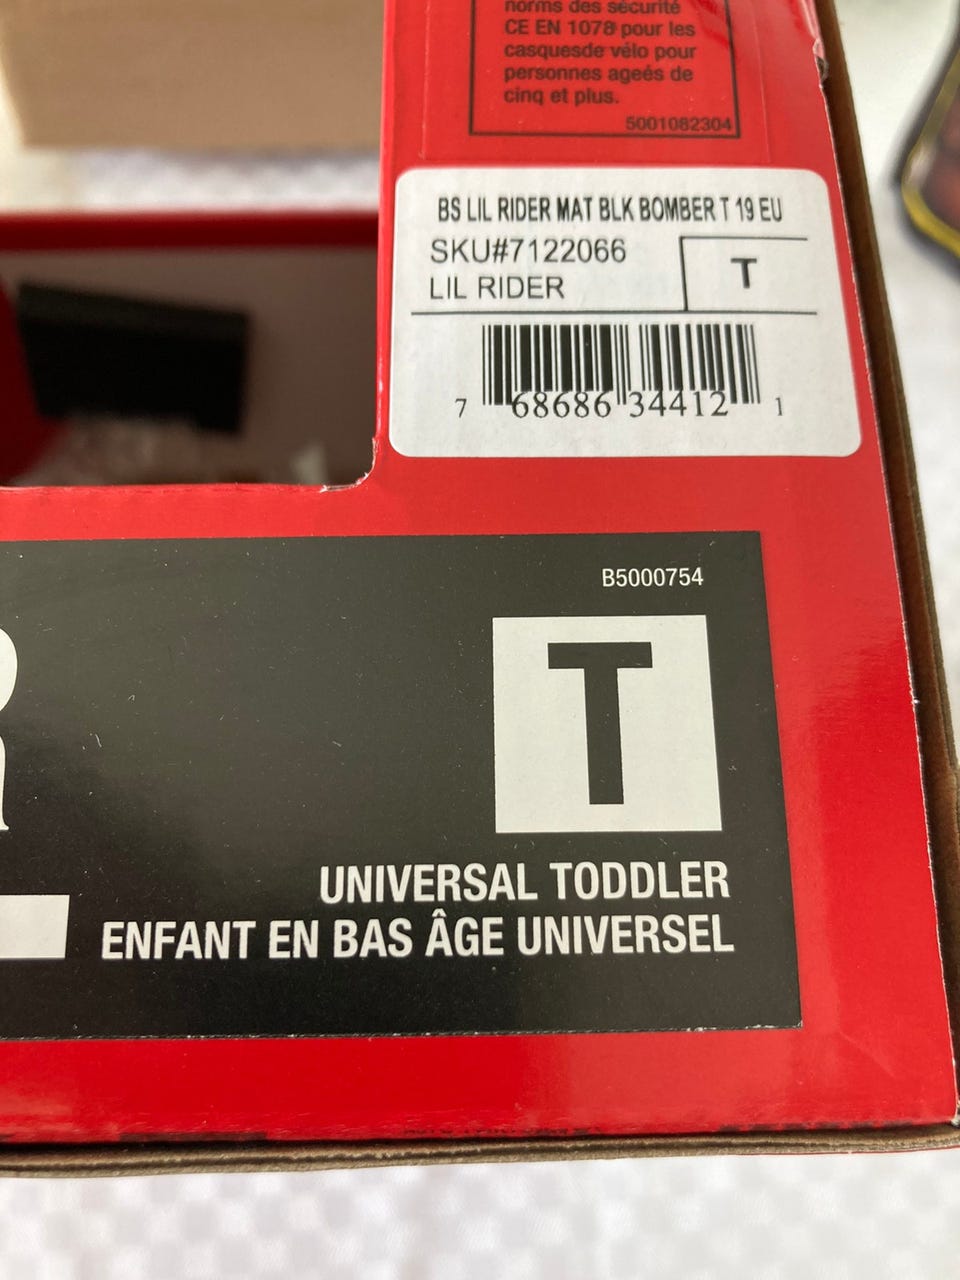 norms des sécurité
CE EN 1078 pour les
casquesde vélo pour
personnes ageés de
cinq et plus.
5001082304
BS LIL RIDER MAT BLK BOMBER T 19 EU
SKU#7122066
LIL RIDER
T
7 68686 34412 1
B5000754
T
UNIVERSAL TODDLER
ENFANT EN BAS ÂGE UNIVERSEL